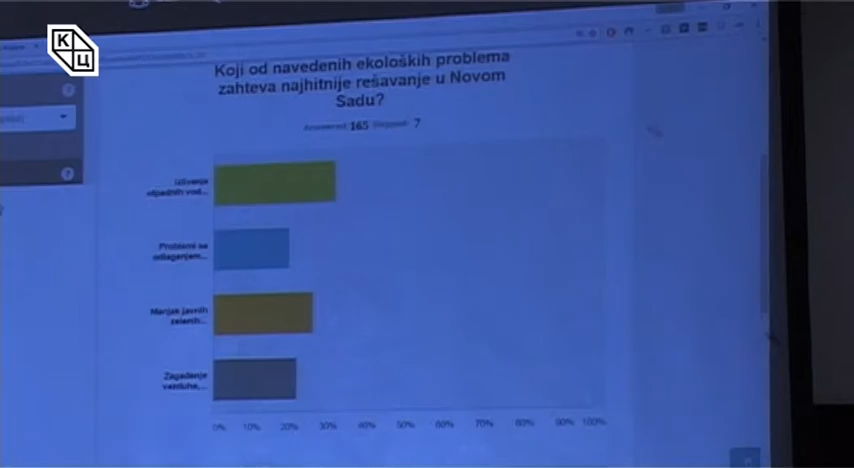 К
Ц
Koji od navedenih ekoloških problema
zahteva najhitnije rešavanje u Novom
Sadu?
Answered: 165 Skipped: 7
Izlivanje
otpadnih vod...
Problemi sa
odlaganjem...
Manjak javnih
zelenih...
Zagađenje
vazduha,...
0% 10% 20% 30% 40% 50% 60% 70% 80% 90% 100%